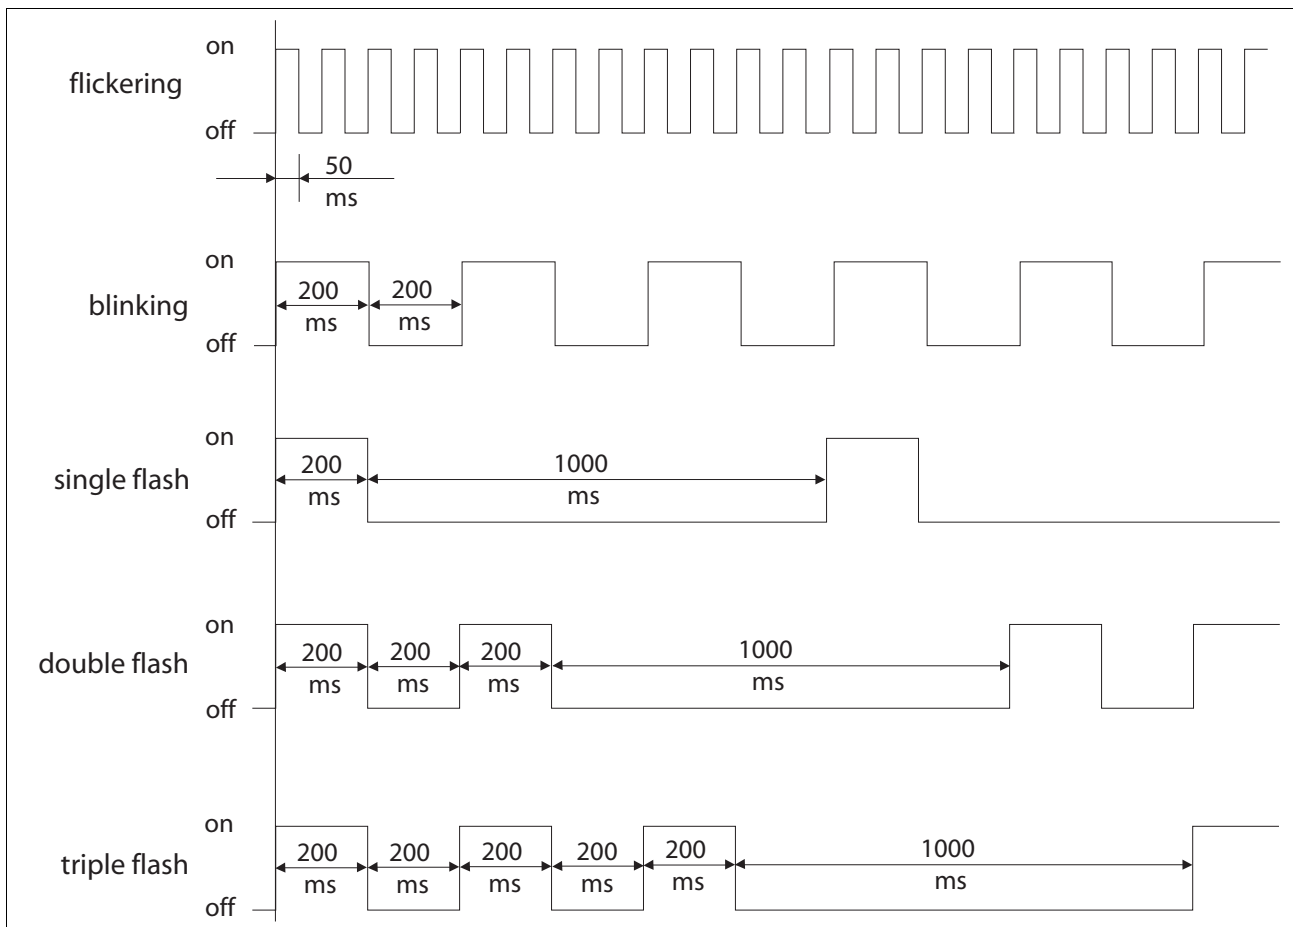 on
flickering
off
50
ms
on
200 200
blinking
ms ms
off
on
200 1000
single flash
ms ms
off
on
200 200 200 1000
double flash
ms ms ms ms
off
on
200 200 200 200 200 1000
triple flash
ms ms ms ms ms ms
off